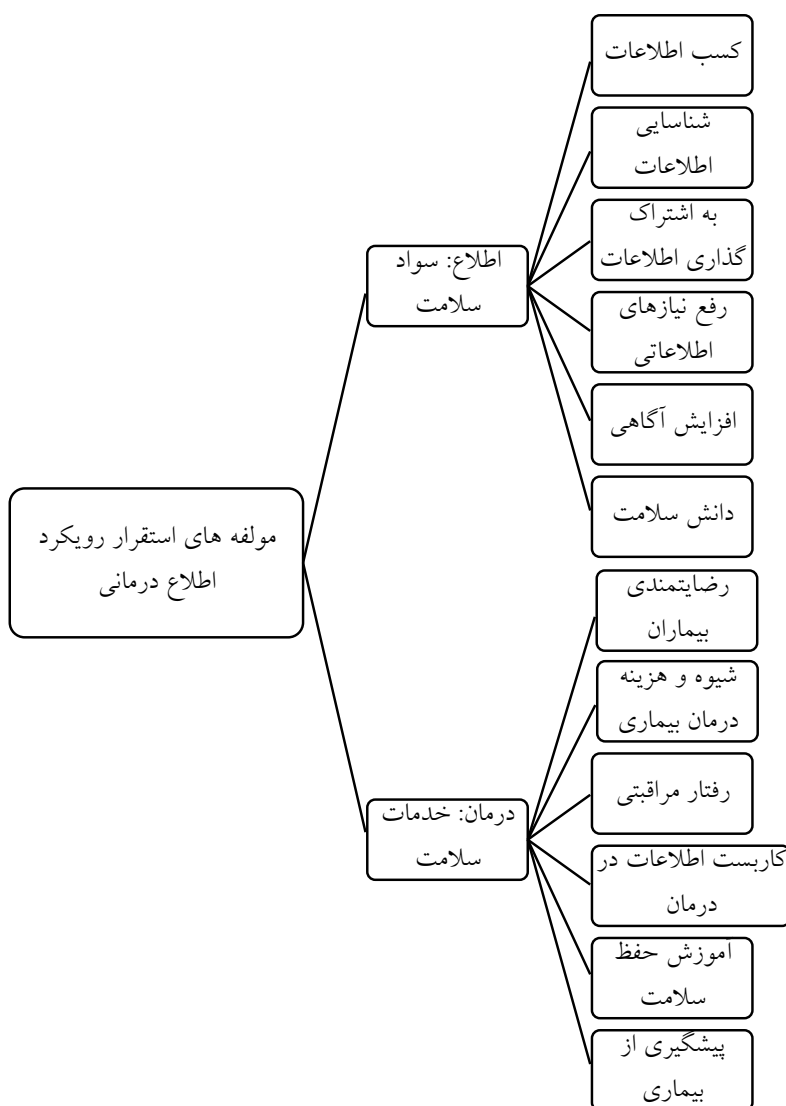 مولفه های استقرار رویکرد
اطلاع درمانی
اطلاع: سواد
سلامت
کسب اطلاعات
شناسایی
اطلاعات
به اشتراک
گذاری اطلاعات
رفع نیازهای
اطلاعاتی
افزایش آگاهی
دانش سلامت
درمان: خدمات
سلامت
رضایتمندی
بیماران
شیوه و هزینه
درمان بیماری
رفتار مراقبتی
کاربست اطلاعات در
درمان
آموزش حفظ
سلامت
پیشگیری از
بیماری